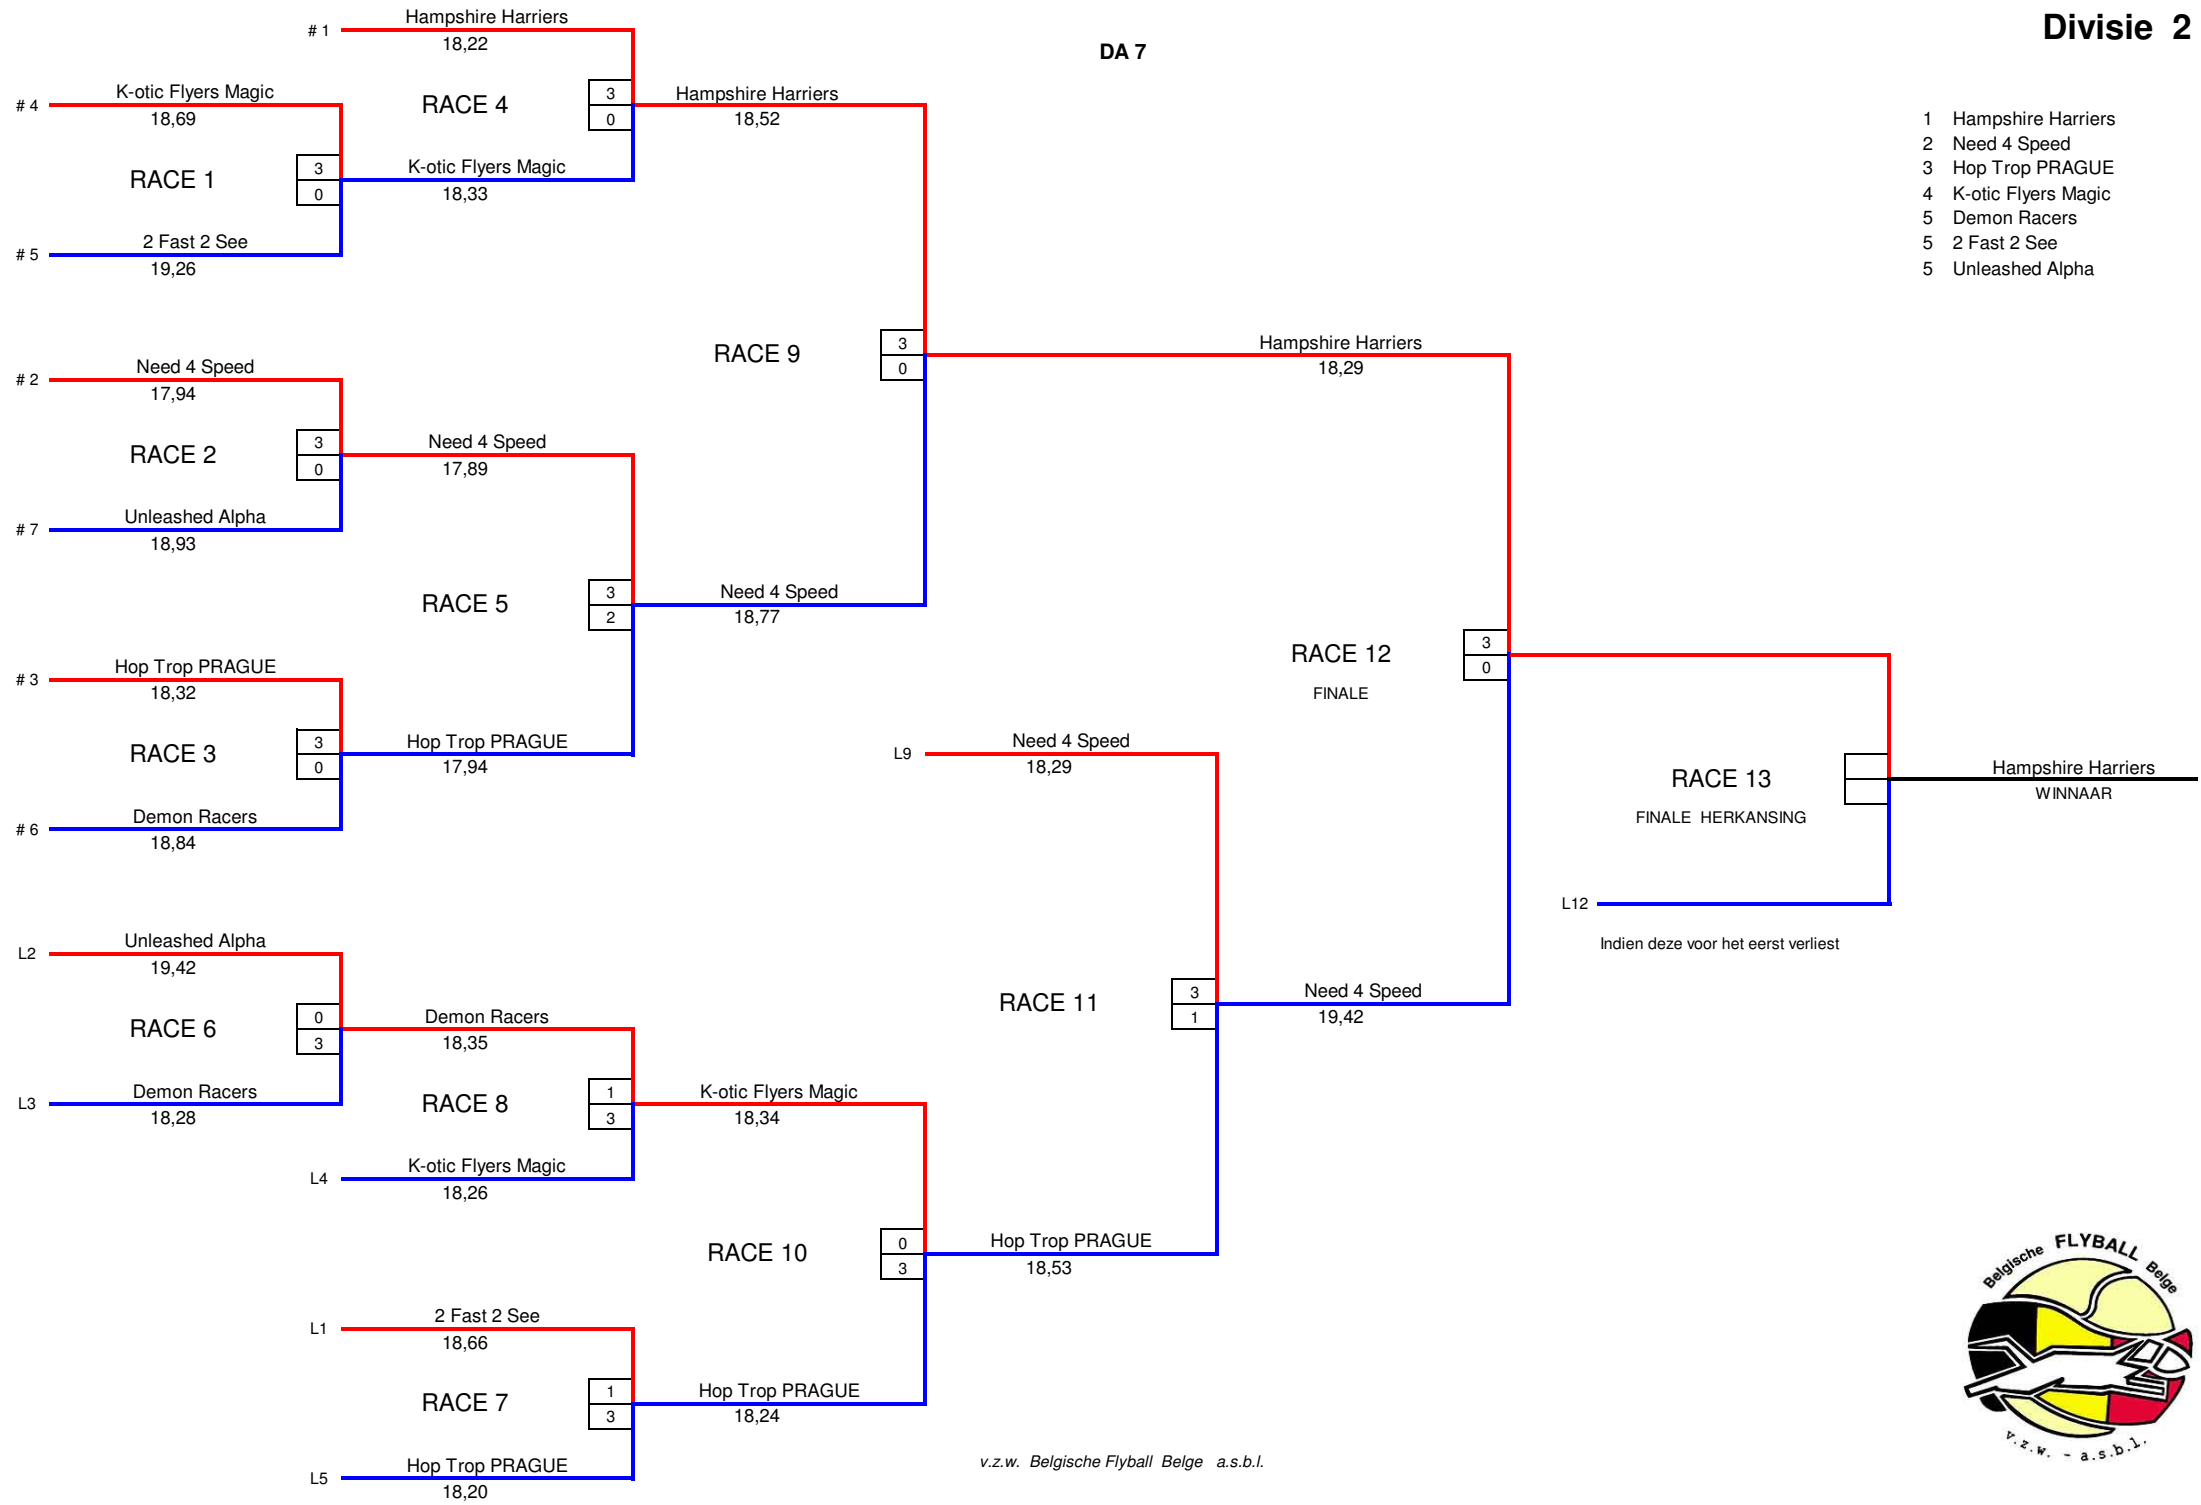 Divisie 2
DA 7
1 Hampshire Harriers
2 Need 4 Speed
3 Hop Trop PRAGUE
4 K-otic Flyers Magic
5 Demon Racers
5 2 Fast 2 See
5 Unleashed Alpha
# 1 Hampshire Harriers
18,22
# 4 K-otic Flyers Magic
18,69
RACE 1
3
0
# 5 2 Fast 2 See
19,26
RACE 4
3
0
K-otic Flyers Magic
18,33
Hampshire Harriers
18,52
# 2 Need 4 Speed
17,94
RACE 2
3
0
# 7 Unleashed Alpha
18,93
Need 4 Speed
17,89
RACE 5
3
2
# 3 Hop Trop PRAGUE
18,32
RACE 3
3
0
# 6 Demon Racers
18,84
Hop Trop PRAGUE
17,94
Need 4 Speed
18,77
RACE 9
3
0
Hampshire Harriers
18,29
L2 Unleashed Alpha
19,42
RACE 6
0
3
L3 Demon Racers
18,28
Demon Racers
18,35
RACE 8
1
3
L4 K-otic Flyers Magic
18,26
K-otic Flyers Magic
18,34
RACE 10
0
3
L1 2 Fast 2 See
18,66
RACE 7
1
3
L5 Hop Trop PRAGUE
18,20
Hop Trop PRAGUE
18,24
L9 Need 4 Speed
18,29
RACE 11
3
1
Hop Trop PRAGUE
18,53
Need 4 Speed
19,42
RACE 12
FINALE
3
0
RACE 13
FINALE HERKANSING
L12
Indien deze voor het eerst verliest
Hampshire Harriers
WINNAAR
v.z.w. Belgische Flyball Belge a.s.b.l.
Belgische FLYBALL Belge
v.z.w. - a.s.b.l.